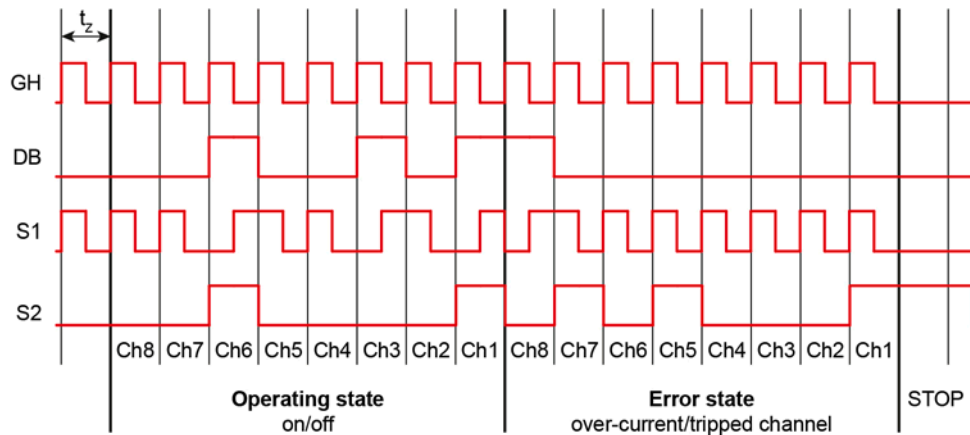 tz
GH
DB
S1
S2
Ch8 Ch7 Ch6 Ch5 Ch4 Ch3 Ch2 Ch1 Ch8 Ch7 Ch6 Ch5 Ch4 Ch3 Ch2 Ch1
Operating state Error state STOP
on/off over-current/tripped channel